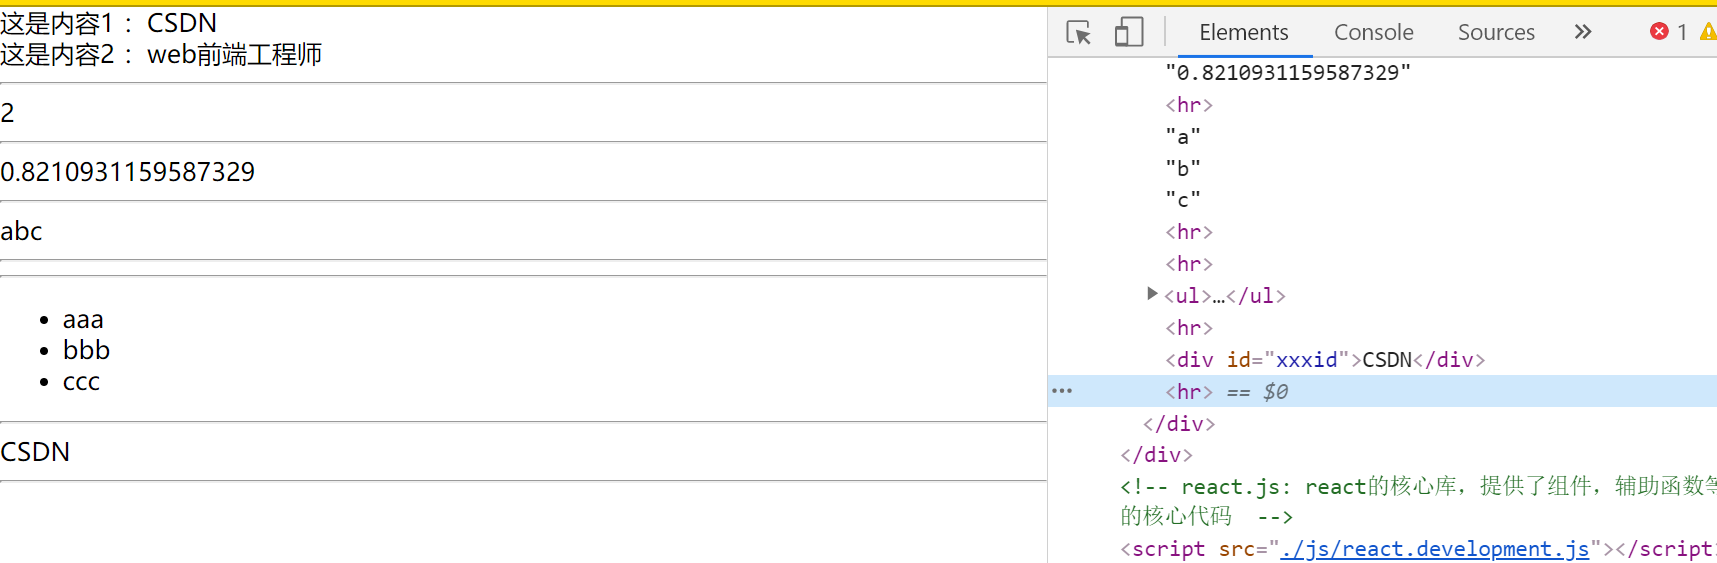 这是内容1 ：CSDN
这是内容2 ：web前端工程师
2
0.8210931159587329
abc
aaa
bbb
ccc
CSDN
Elements Console Sources 1
"0.8210931159587329"
<hr>
"a"
"b"
"c"
<hr>
<hr>
<ul>…</ul>
<hr>
<div id="xxxid">CSDN</div>
<hr> == $0
</div>
</div>
<!-- react.js: react的核心库，提供了组件，辅助函数等
的核心代码 -->
<script src="./js/react.development.js"></script>